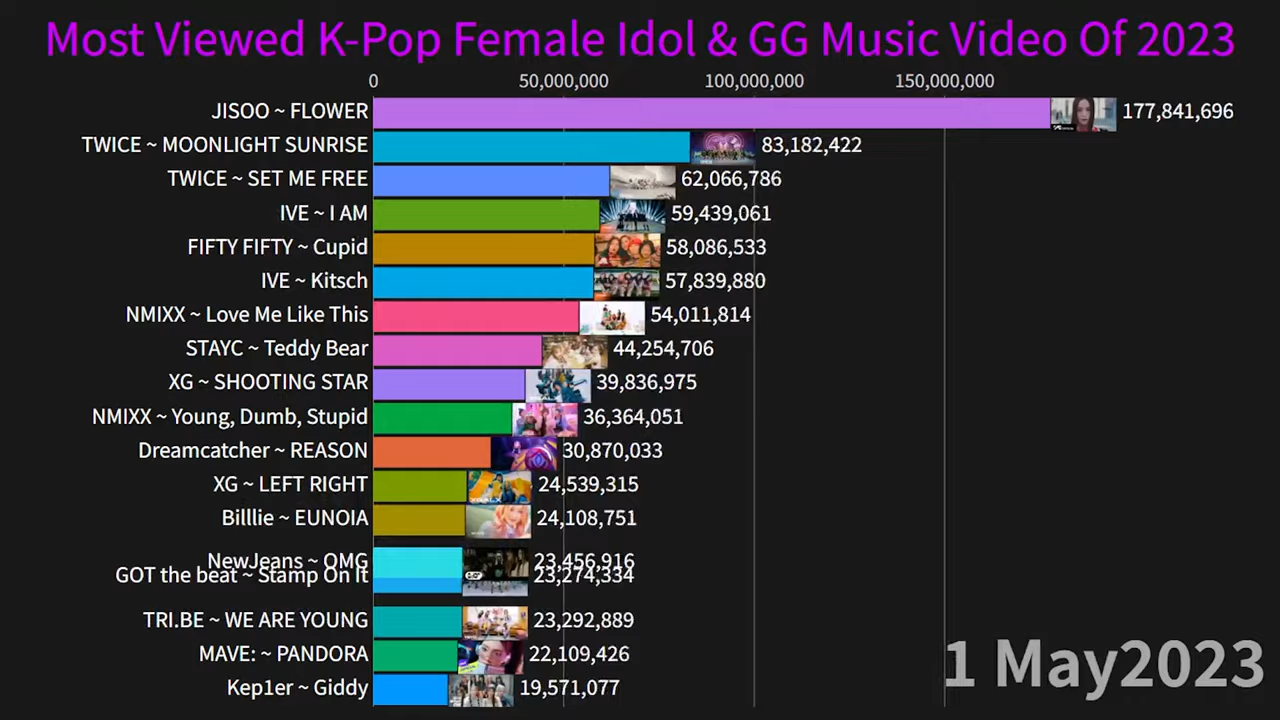 Most Viewed K-Pop Female Idol & GG Music Video Of 2023
0 50,000,000 100,000,000 150,000,000
JISOO ~ FLOWER 177,841,696
TWICE ~ MOONLIGHT SUNRISE 83,182,422
TWICE ~ SET ME FREE 62,066,786
IVE ~ I AM 59,439,061
FIFTY FIFTY ~ Cupid 58,086,533
IVE ~ Kitsch 57,839,880
NMIXX ~ Love Me Like This 54,011,814
STAYC ~ Teddy Bear 44,254,706
XG ~ SHOOTING STAR 39,836,975
NMIXX ~ Young, Dumb, Stupid 36,364,051
Dreamcatcher ~ REASON 30,870,033
XG ~ LEFT RIGHT 24,539,315
Billlie ~ EUNOIA 24,108,751
NewJeans ~ OMG 23,456,916
GOT the beat ~ Stamp On It 23,274,334
TRI.BE ~ WE ARE YOUNG 23,292,889
MAVE: ~ PANDORA 22,109,426
Kep1er ~ Giddy 19,571,077
1 May2023